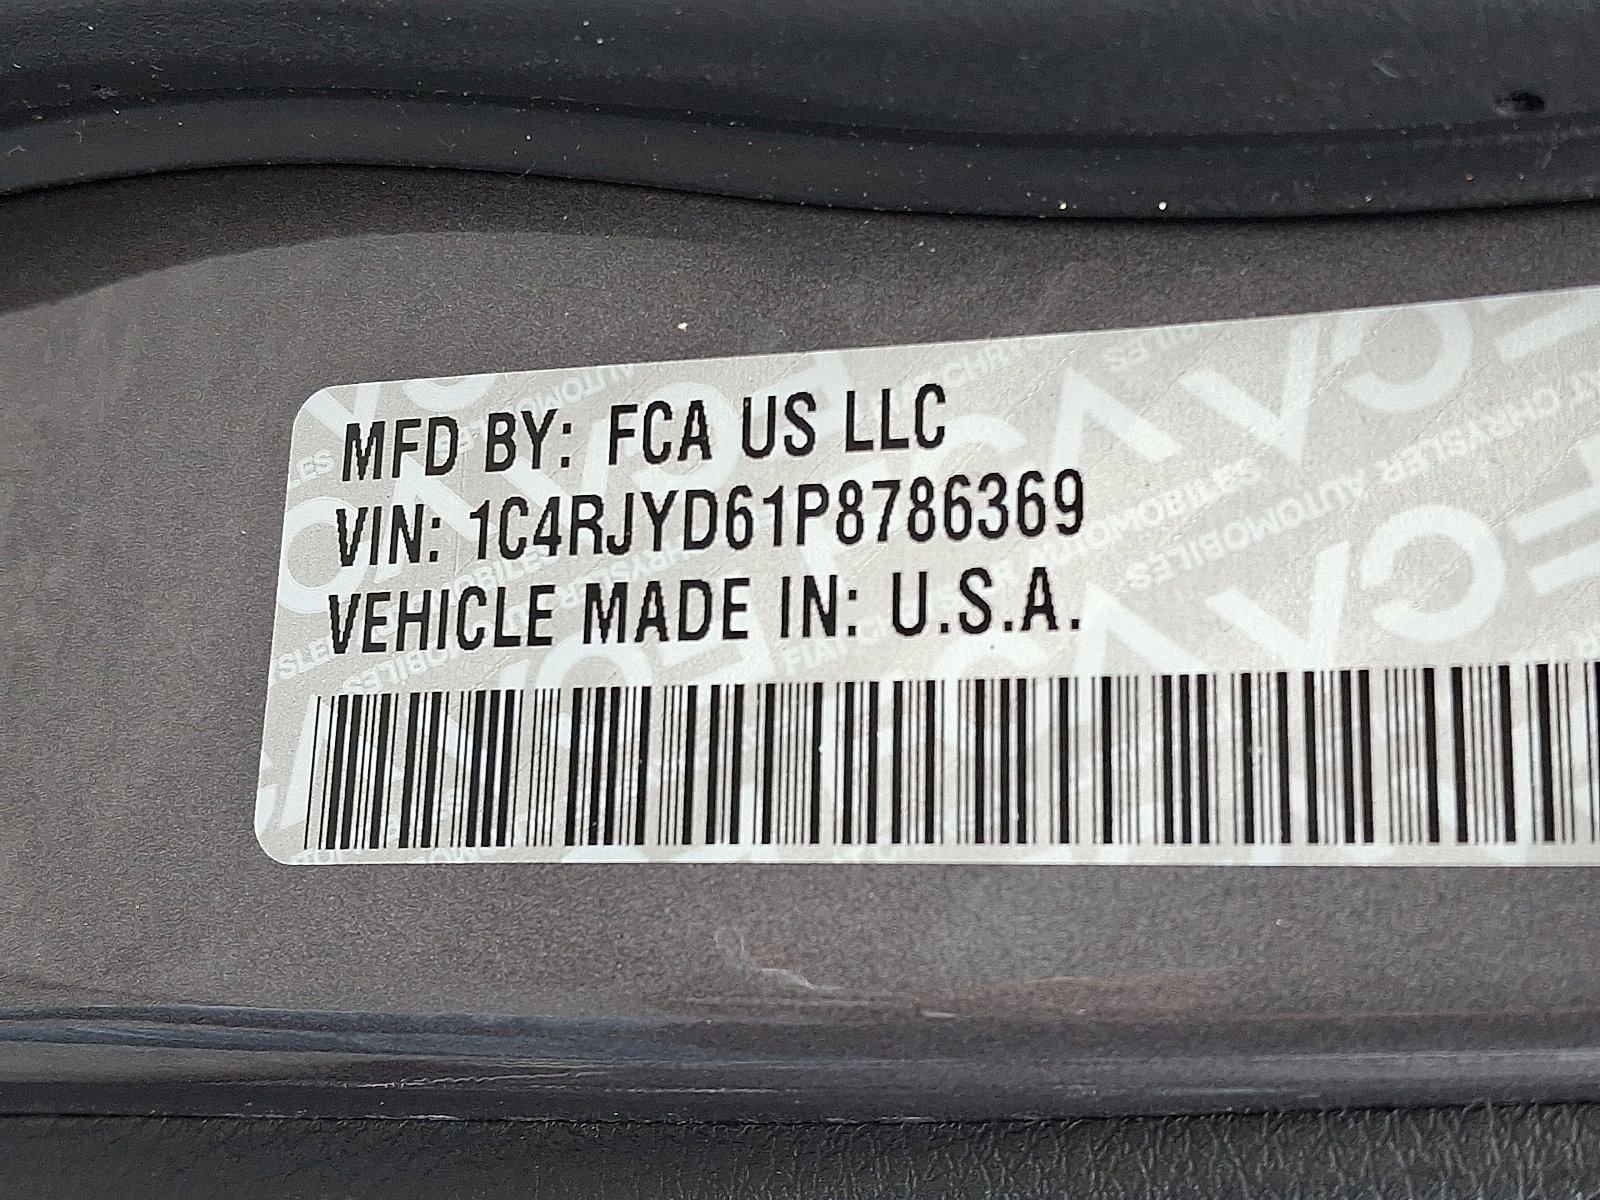 MFD BY: FCA US LLC
VIN: 1C4RJYD61P8786369
VEHICLE MADE IN: U.S.A.